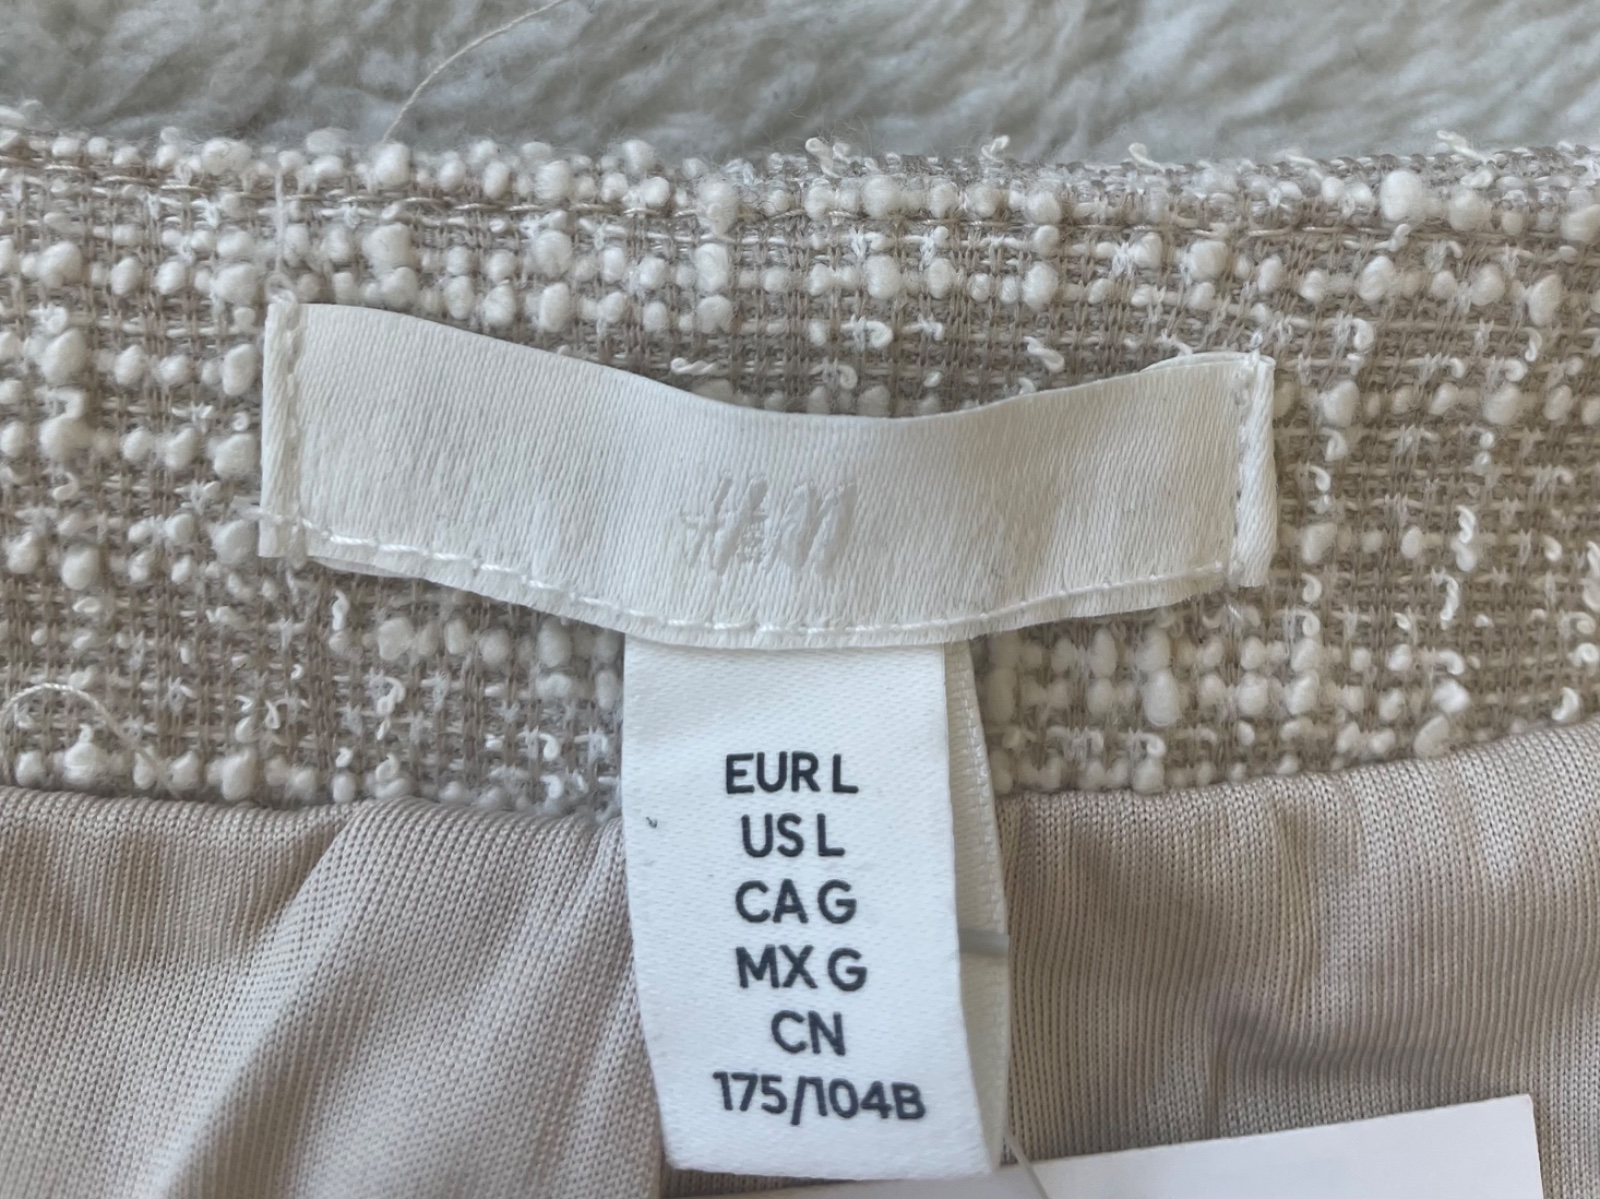 H&M
EUR L
US L
CA G
MX G
CN
175/104B